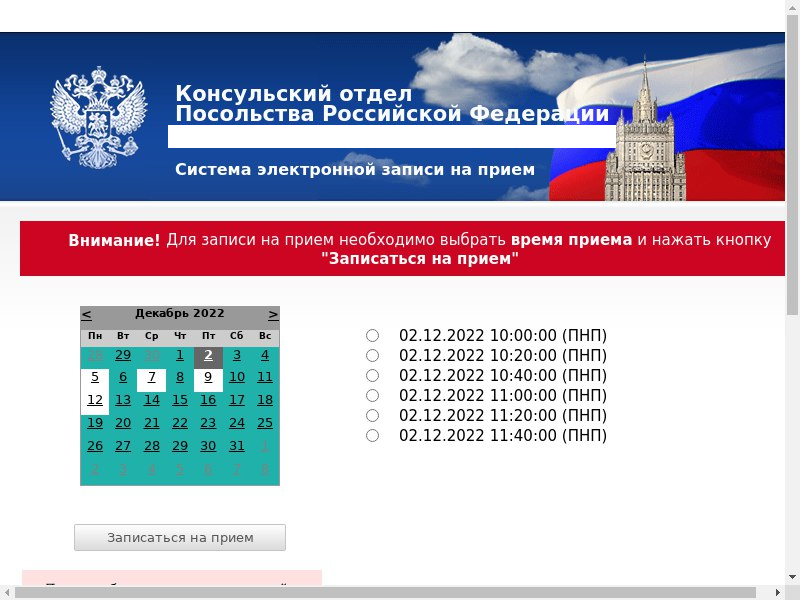 Консульский отдел
Посольства Российской Федерации
Система электронной записи на прием
Внимание! Для записи на прием необходимо выбрать время приема и нажать кнопку
"Записаться на прием"
< Декабрь 2022 >
Пн Вт Ср Чт Пт Сб Вс
28 29 30 1 2 3 4
5 6 7 8 9 10 11
12 13 14 15 16 17 18
19 20 21 22 23 24 25
26 27 28 29 30 31 1
2 3 4 5 6 7 8
02.12.2022 10:00:00 (ПНП)
02.12.2022 10:20:00 (ПНП)
02.12.2022 10:40:00 (ПНП)
02.12.2022 11:00:00 (ПНП)
02.12.2022 11:20:00 (ПНП)
02.12.2022 11:40:00 (ПНП)
Записаться на прием